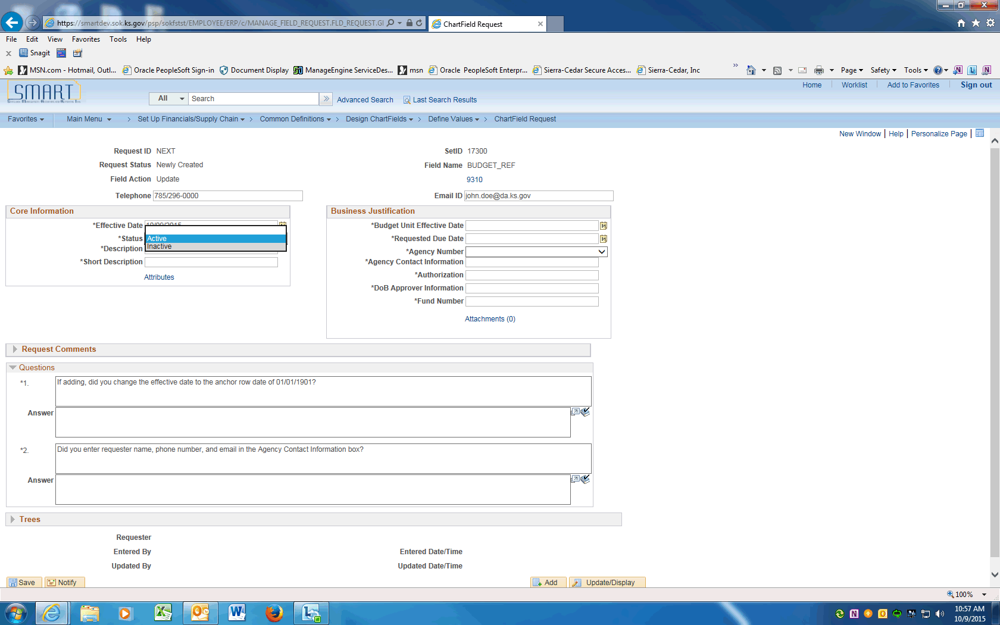 https://smartdev.sok.ks.gov/psp/sokfstst/EMPLOYEE/ERP/c/MANAGE_FIELD_REQUEST.FLD_REQUEST.GI
ChartField Request
File Edit View Favorites Tools Help
x Snagit
MSN.com - Hotmail, Outl... Oracle PeopleSoft Sign-in Document Display ManageEngine ServiceDes... msn Oracle PeopleSoft Enterpr... Sierra-Cedar Secure Acces... Sierra-Cedar, Inc » Page Safety Tools
SMART
Home Worklist Add to Favorites Sign out
All Search » Advanced Search Last Search Results
Favorites Main Menu > Set Up Financials/Supply Chain > Common Definitions > Design ChartFields > Define Values > ChartField Request
New Window | Help | Personalize Page |
Request ID NEXT SetID 17300
Request Status Newly Created Field Name BUDGET_REF
Field Action Update 9310
Telephone 785/296-0000 Email ID john.doe@da.ks.gov
Core Information
*Effective Date 10/09/2015
*Status Active
Inactive
*Description
*Short Description
Attributes
Business Justification
*Budget Unit Effective Date
*Requested Due Date
*Agency Number
*Agency Contact Information
*Authorization
*DoB Approver Information
*Fund Number
Attachments (0)
Request Comments
Questions
*1. If adding, did you change the effective date to the anchor row date of 01/01/1901?
Answer
*2. Did you enter requester name, phone number, and email in the Agency Contact Information box?
Answer
Trees
Requester
Entered By Entered Date/Time
Updated By Updated Date/Time
Save Notify Add Update/Display
100%
10:57 AM
10/9/2015